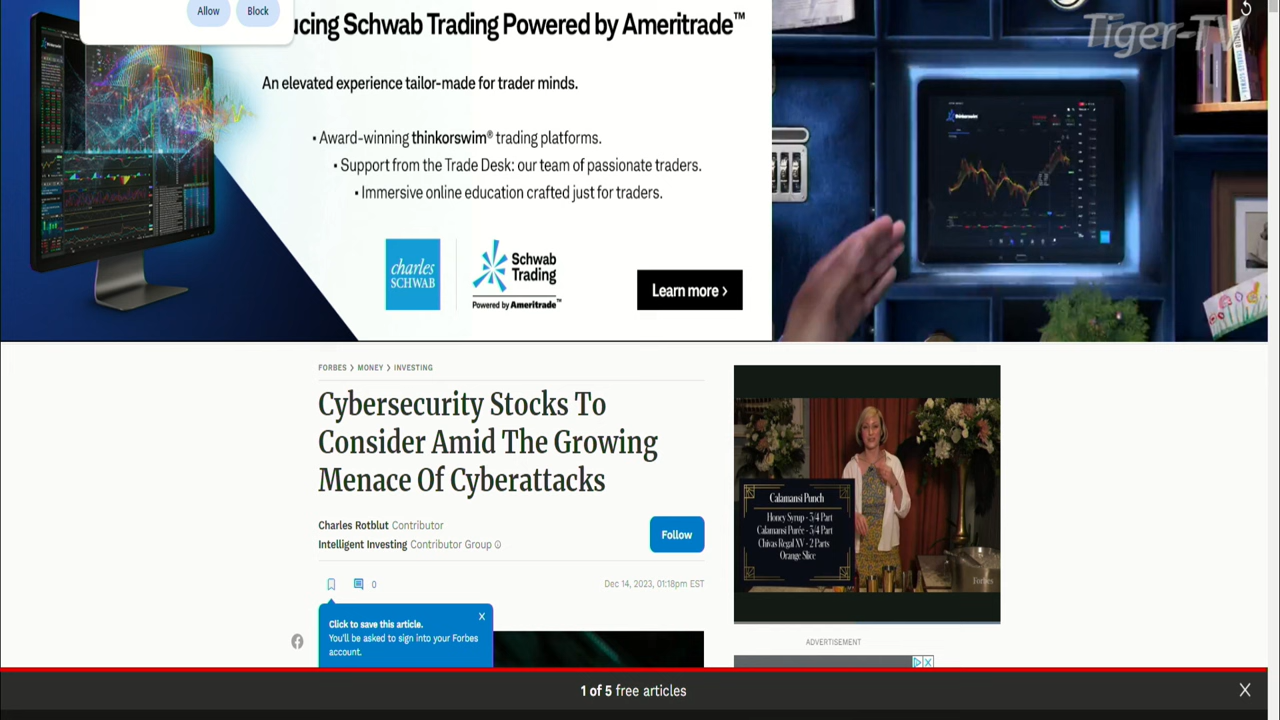 Allow Block
ucing Schwab Trading Powered by Ameritrade™
Tiger-TV
An elevated experience tailor-made for trader minds.
• Award-winning thinkorswim® trading platforms.
• Support from the Trade Desk: our team of passionate traders.
• Immersive online education crafted just for traders.
thinkorswim
charles SCHWAB
Schwab Trading
Powered by Ameritrade™
Learn more >
FORBES > MONEY > INVESTING
Cybersecurity Stocks To
Consider Amid The Growing
Menace Of Cyberattacks
Charles Rotblut Contributor
Intelligent Investing Contributor Group
Follow
0
Dec 14, 2023, 01:18pm EST
Click to save this article. X
You'll be asked to sign into your Forbes
account.
Calamansi Punch
Honey Syrup - 3/4 Part
Calamansi Purée - 3/4 Part
Chivas Regal XV - 2 Parts
Orange Slice
Forbes
ADVERTISEMENT
1 of 5 free articles X